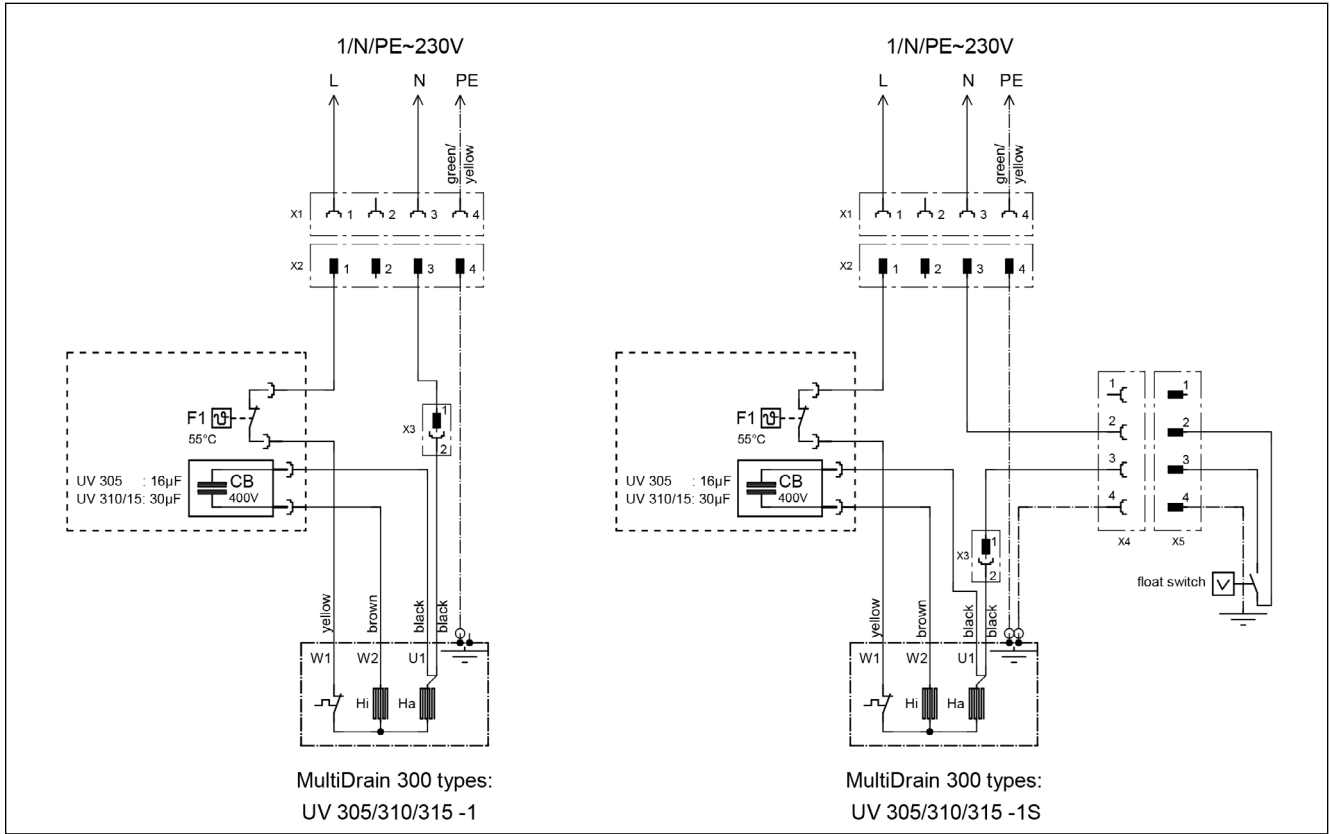 1/N/PE~230V
L N PE
green/
yellow
X1 1 2 3 4
X2 1 2 3 4
F1 ϑ
55°C
X3 1
2
UV 305 : 16µF
UV 310/15: 30µF
CB
400V
yellow brown black black
W1 W2 U1
Hi Ha
MultiDrain 300 types:
UV 305/310/315 -1
1/N/PE~230V
L N PE
green/
yellow
X1 1 2 3 4
X2 1 2 3 4
F1 ϑ
55°C
UV 305 : 16µF
UV 310/15: 30µF
CB
400V
1 1
2 2
3 3
4 4
X4 X5
X3 1
2
float switch
yellow brown black black
W1 W2 U1
Hi Ha
MultiDrain 300 types:
UV 305/310/315 -1S